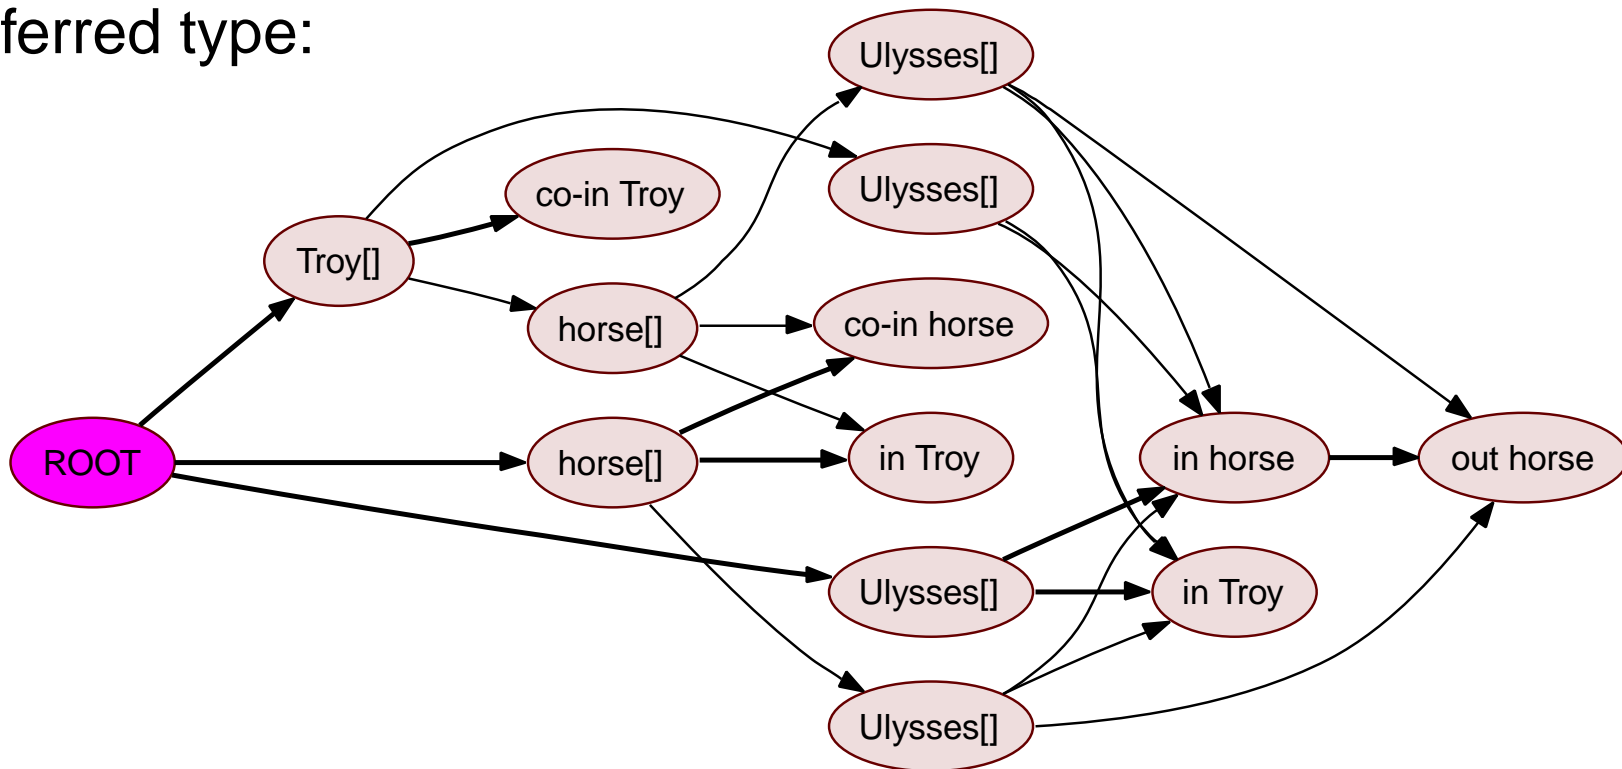 ferred type:
Ulysses[]
Ulysses[]
co-in Troy
Troy[]
horse[]
co-in horse
ROOT
horse[]
in Troy
in horse
out horse
Ulysses[]
in Troy
Ulysses[]